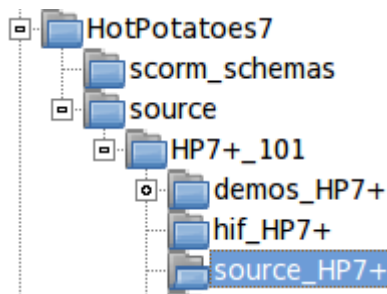 HotPotatoes7
scorm_schemas
source
HP7+_101
demos_HP7+
hif_HP7+
source_HP7+